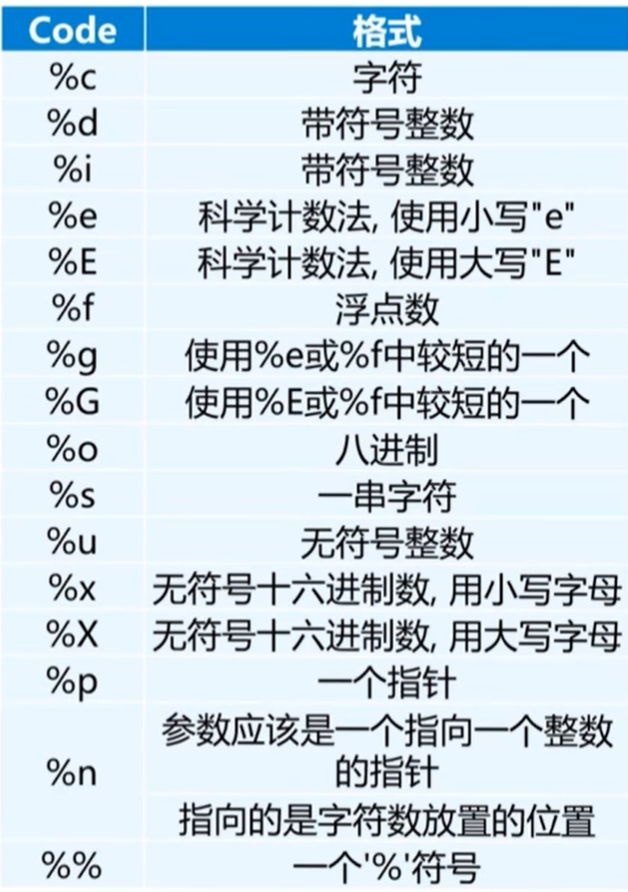 Code 格式
%c 字符
%d 带符号整数
%i 带符号整数
%e 科学计数法, 使用小写"e"
%E 科学计数法, 使用大写"E"
%f 浮点数
%g 使用%e或%f中较短的一个
%G 使用%E或%f中较短的一个
%o 八进制
%s 一串字符
%u 无符号整数
%x 无符号十六进制数, 用小写字母
%X 无符号十六进制数, 用大写字母
%p 一个指针
%n 参数应该是一个指向一个整数
的指针
指向的是字符数放置的位置
%% 一个'%'符号